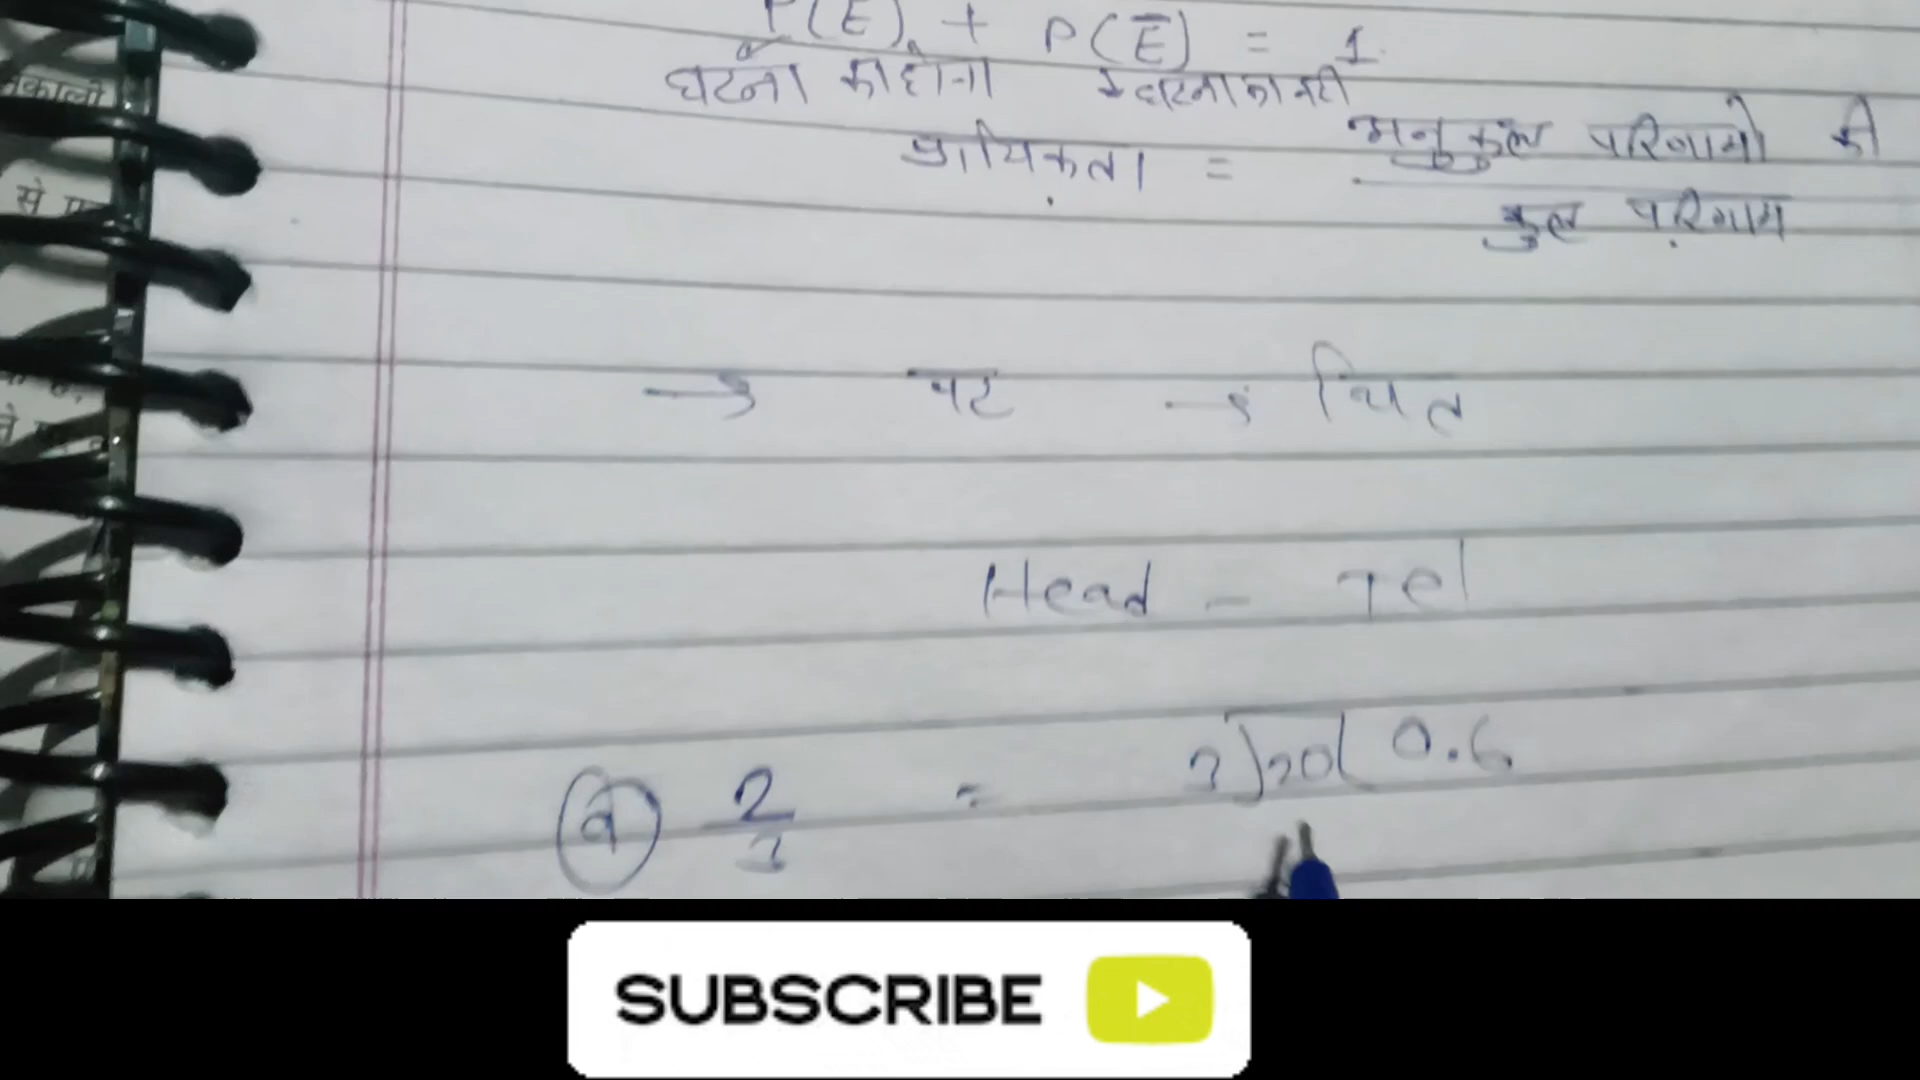 P(E) + P(E̅) = 1
घटना का होना घटना का नही
प्रायिकता = अनुकुल परिणामो की
कुल परिणाम
→ पट → चित
Head - Tel
2/3 = 3)20( 0.6
SUBSCRIBE